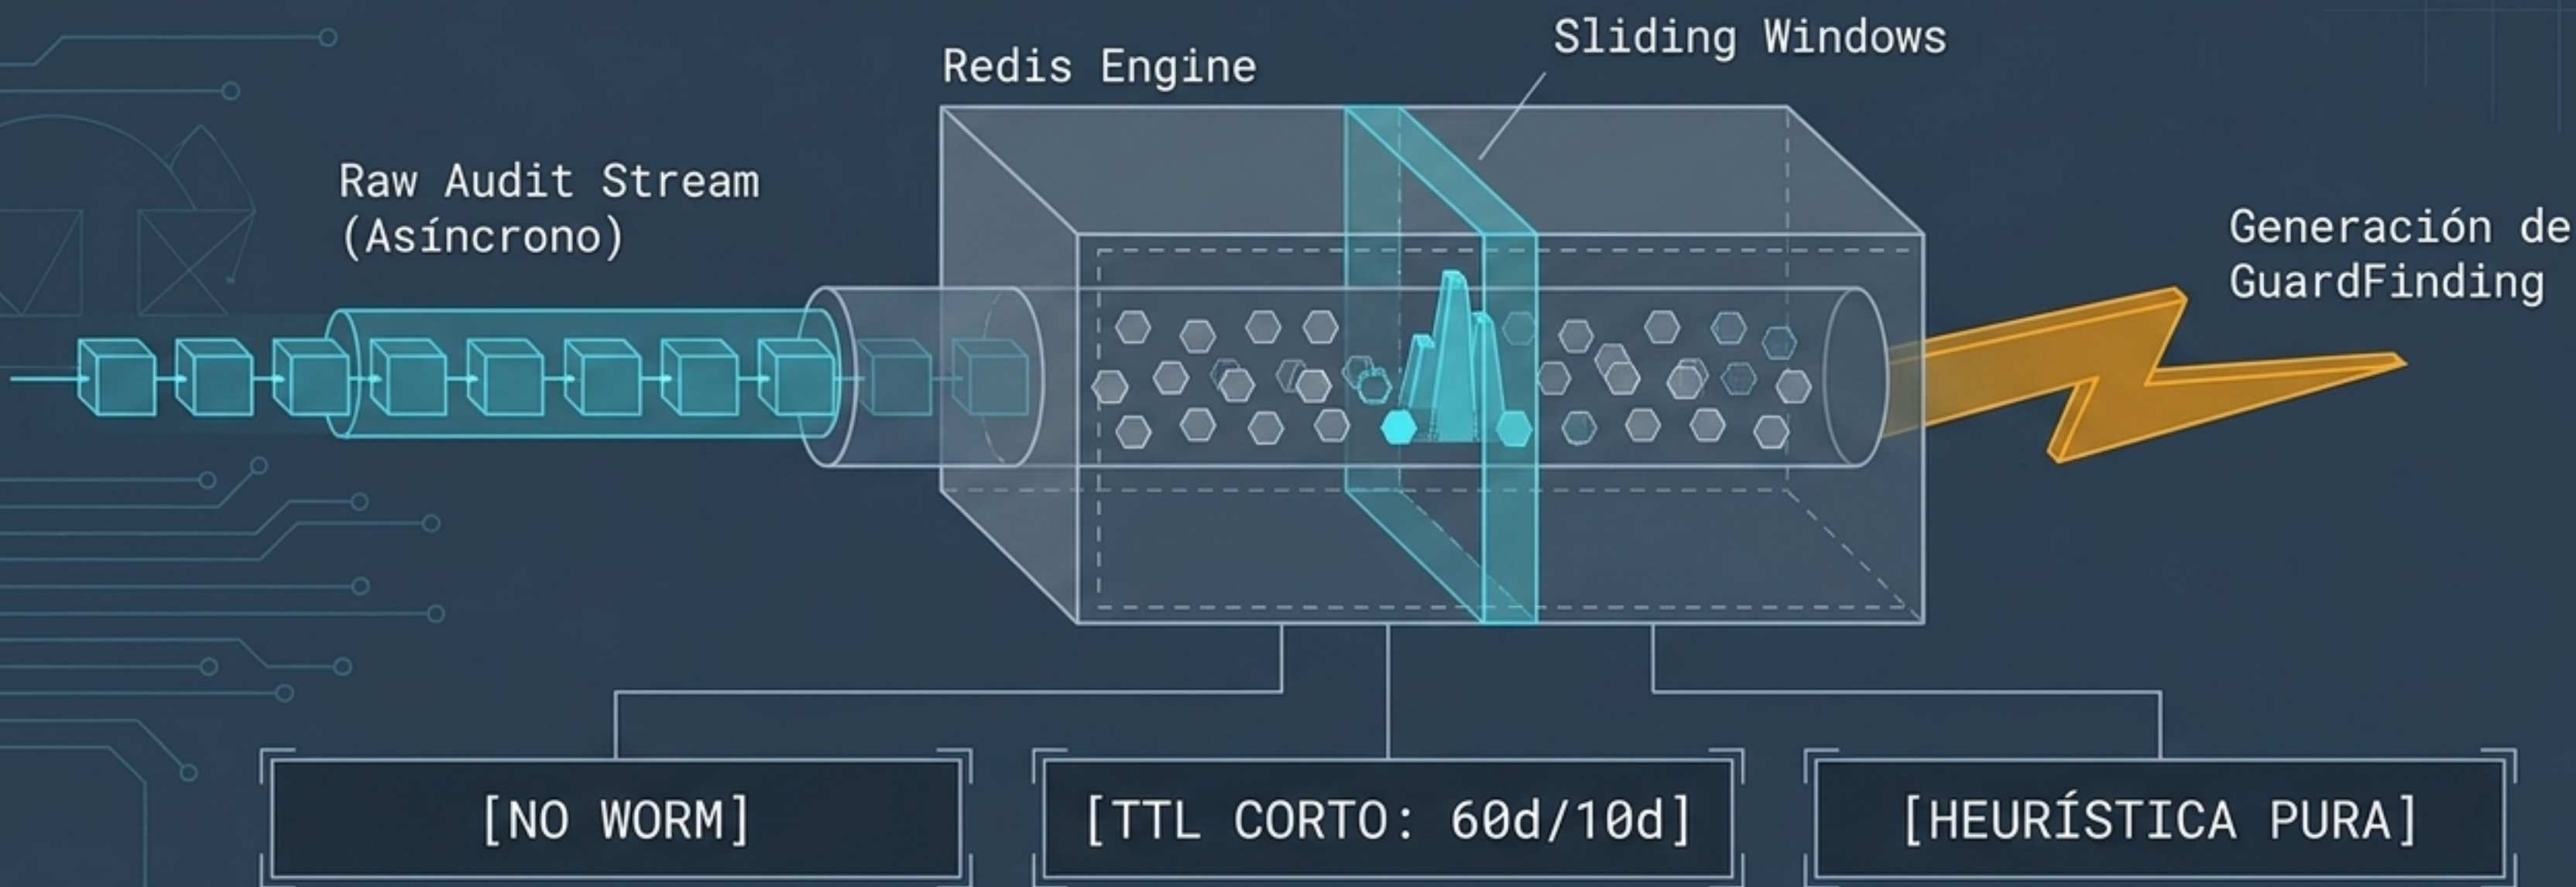 Sliding Windows
Redis Engine
Raw Audit Stream
(Asíncrono)
Generación de
GuardFinding
[NO WORM]
[TTL CORTO: 60d/10d]
[HEURÍSTICA PURA]